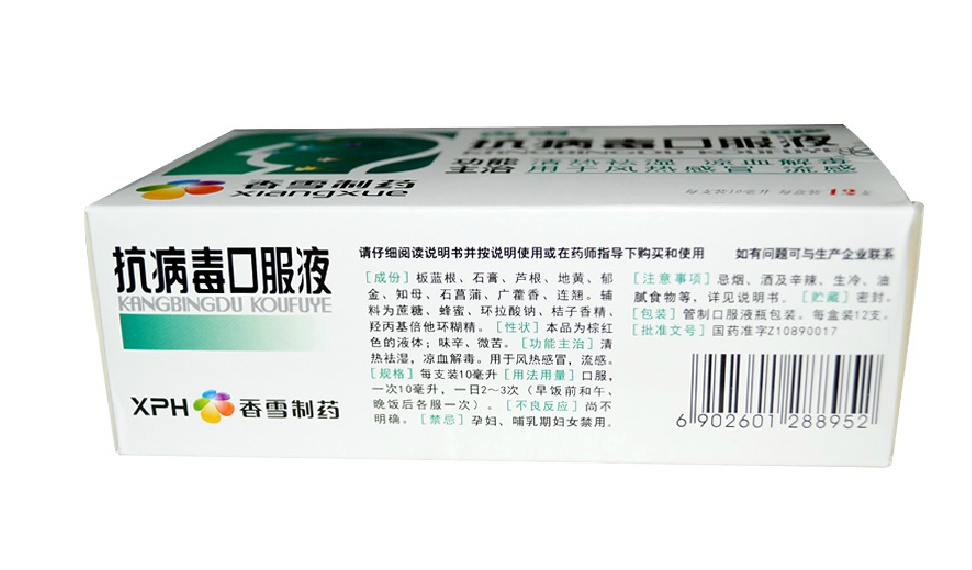 抗病毒口服液
功能 清热祛湿 凉血解毒
主治 用于风热感冒 流感
每支装10毫升 每盒装12支
香雪制药
xiangxue
抗病毒口服液
KANGBINGDU KOUFUYE
XPH 香雪制药
请仔细阅读说明书并按说明使用或在药师指导下购买和使用
[成份] 板蓝根、石膏、芦根、地黄、郁
金、知母、石菖蒲、广藿香、连翘。辅
料为蔗糖、蜂蜜、环拉酸钠、桔子香精、
羟丙基倍他环糊精。[性状] 本品为棕红
色的液体；味辛、微苦。[功能主治] 清
热祛湿，凉血解毒。用于风热感冒，流感。
[规格] 每支装10毫升 [用法用量] 口服，
一次10毫升，一日2～3次（早饭前和午、
晚饭后各服一次）。[不良反应] 尚不
明确。[禁忌] 孕妇、哺乳期妇女禁用。
如有问题可与生产企业联系
[注意事项] 忌烟、酒及辛辣、生冷、油
腻食物等，详见说明书。[贮藏] 密封。
[包装] 管制口服液瓶包装。每盒装12支。
[批准文号] 国药准字Z10890017
6 902601 288952